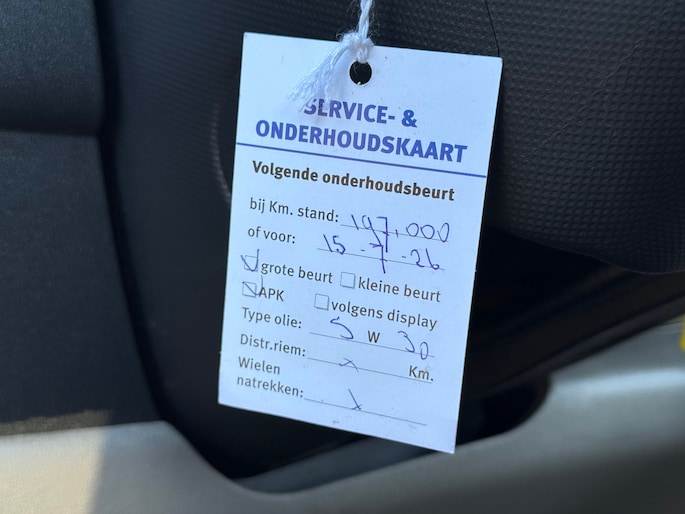 SERVICE- &
ONDERHOUDSKAART
Volgende onderhoudsbeurt
bij Km. stand: 197.000
of voor: 15-7-26
grote beurt kleine beurt
APK volgens display
Type olie: 5 W 30
Distr.riem: x Km.
Wielen
natrekken: x